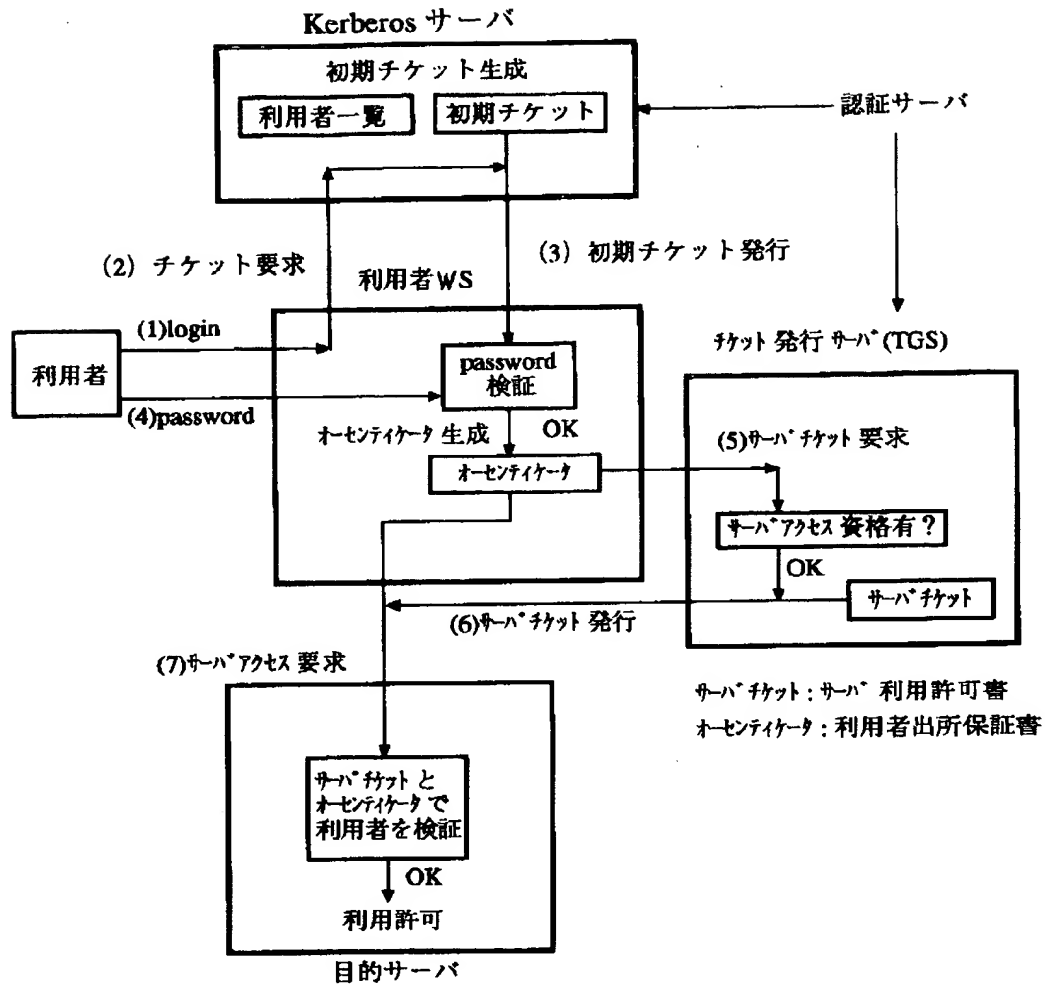 Kerberos サーバ
初期チケット生成
利用者一覧
初期チケット
認証サーバ
(2) チケット要求
(3) 初期チケット発行
利用者WS
(1)login
利用者
(4)password
password
検証
オーセンティケータ 生成
OK
オーセンティケータ
チケット 発行 サーバ(TGS)
(5)サーバチケット 要求
サーバアクセス 資格有？
OK
サーバチケット
(6)サーバチケット 発行
(7)サーバアクセス 要求
サーバチケット：サーバ 利用許可書
オーセンティケータ：利用者出所保証書
サーバチケット と
オーセンティケータ で
利用者を検証
OK
利用許可
目的サーバ